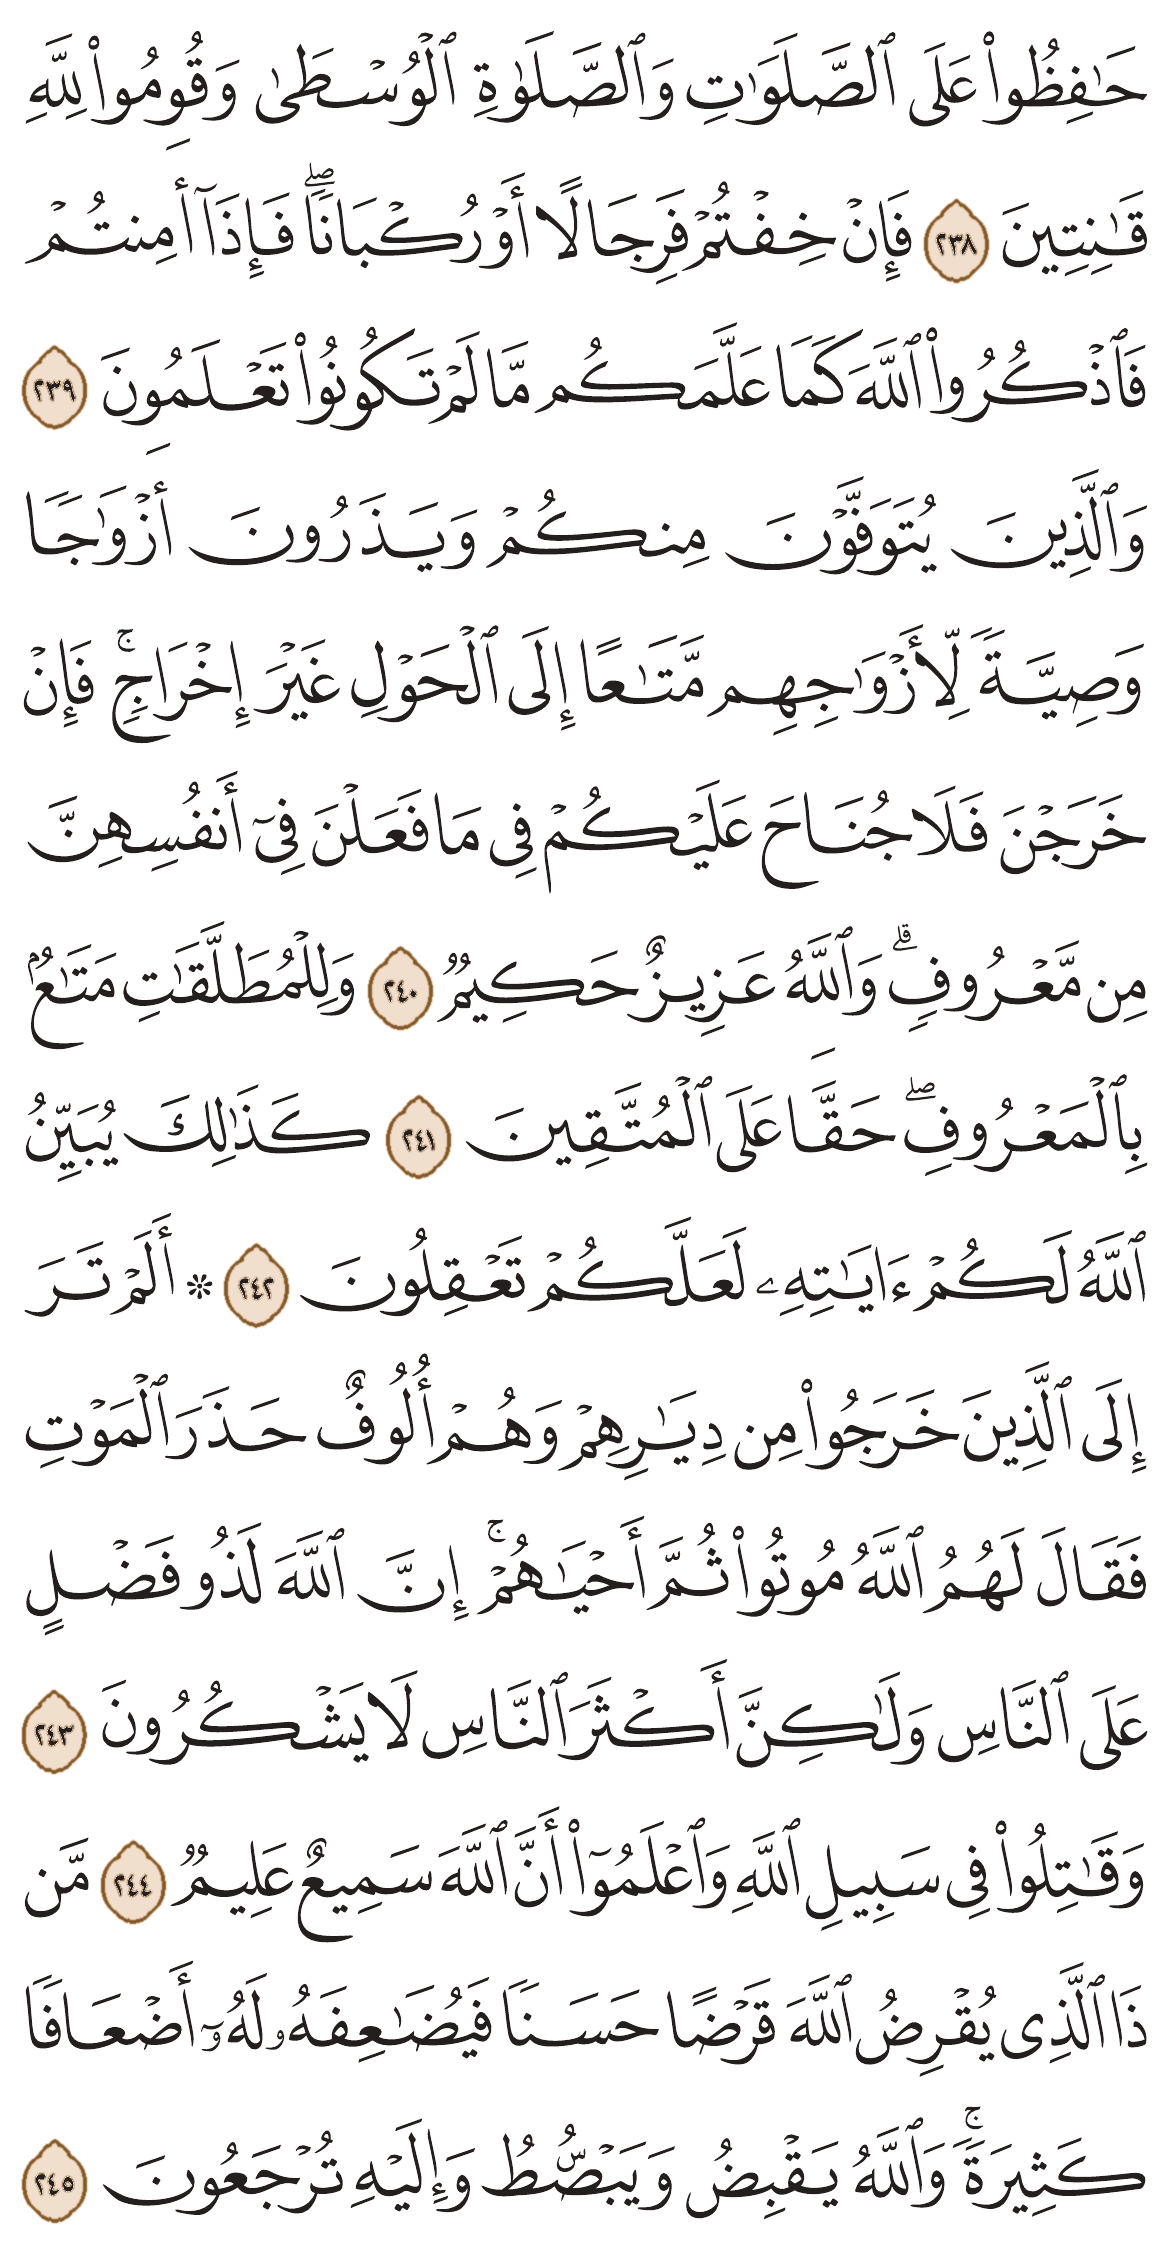 حَٰفِظُوا۟ عَلَى ٱلصَّلَوَٰتِ وَٱلصَّلَوٰةِ ٱلْوُسْطَىٰ وَقُومُوا۟ لِلَّهِ
قَٰنِتِينَ ٢٣٨ فَإِنْ خِفْتُمْ فَرِجَالًا أَوْ رُكْبَانًا ۖ فَإِذَآ أَمِنتُمْ
فَٱذْكُرُوا۟ ٱللَّهَ كَمَا عَلَّمَكُم مَّا لَمْ تَكُونُوا۟ تَعْلَمُونَ ٢٣٩
وَٱلَّذِينَ يُتَوَفَّوْنَ مِنكُمْ وَيَذَرُونَ أَزْوَٰجًا
وَصِيَّةً لِّأَزْوَٰجِهِم مَّتَٰعًا إِلَى ٱلْحَوْلِ غَيْرَ إِخْرَاجٍ ۚ فَإِنْ
خَرَجْنَ فَلَا جُنَاحَ عَلَيْكُمْ فِى مَا فَعَلْنَ فِىٓ أَنفُسِهِنَّ
مِن مَّعْرُوفٍ ۗ وَٱللَّهُ عَزِيزٌ حَكِيمٌ ٢٤٠ وَلِلْمُطَلَّقَٰتِ مَتَٰعٌۢ
بِٱلْمَعْرُوفِ ۖ حَقًّا عَلَى ٱلْمُتَّقِينَ ٢٤١ كَذَٰلِكَ يُبَيِّنُ
ٱللَّهُ لَكُمْ ءَايَٰتِهِۦ لَعَلَّكُمْ تَعْقِلُونَ ٢٤٢ ۞ أَلَمْ تَرَ
إِلَى ٱلَّذِينَ خَرَجُوا۟ مِن دِيَٰرِهِمْ وَهُمْ أُلُوفٌ حَذَرَ ٱلْمَوْتِ
فَقَالَ لَهُمُ ٱللَّهُ مُوتُوا۟ ثُمَّ أَحْيَٰهُمْ ۚ إِنَّ ٱللَّهَ لَذُو فَضْلٍ
عَلَى ٱلنَّاسِ وَلَٰكِنَّ أَكْثَرَ ٱلنَّاسِ لَا يَشْكُرُونَ ٢٤٣
وَقَٰتِلُوا۟ فِى سَبِيلِ ٱللَّهِ وَٱعْلَمُوٓا۟ أَنَّ ٱللَّهَ سَمِيعٌ عَلِيمٌ ٢٤٤ مَّن
ذَا ٱلَّذِى يُقْرِضُ ٱللَّهَ قَرْضًا حَسَنًا فَيُضَٰعِفَهُۥ لَهُۥٓ أَضْعَافًا
كَثِيرَةً ۚ وَٱللَّهُ يَقْبِضُ وَيَبْصُۜطُ وَإِلَيْهِ تُرْجَعُونَ ٢٤٥